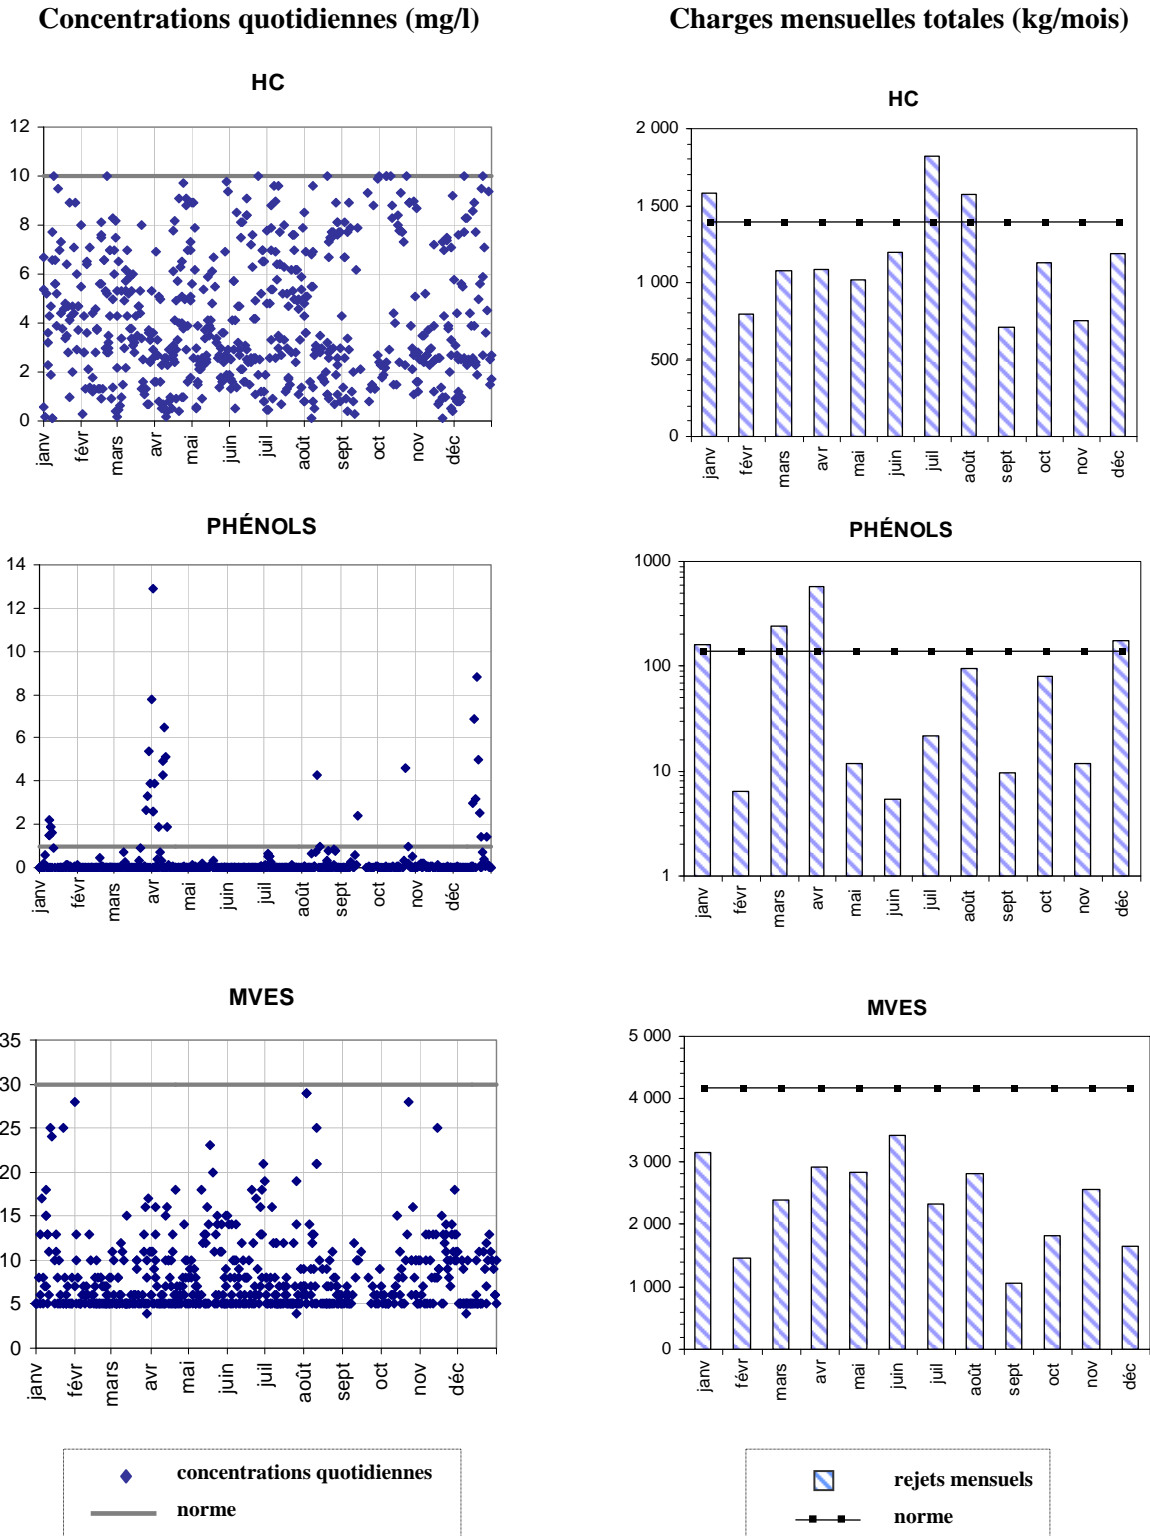 Concentrations quotidiennes (mg/l)
Charges mensuelles totales (kg/mois)
HC
12
10
8
6
4
2
0
janv
févr
mars
avr
mai
juin
juil
août
sept
oct
nov
déc
HC
2 000
1 500
1 000
500
0
janv
févr
mars
avr
mai
juin
juil
août
sept
oct
nov
déc
PHÉNOLS
14
12
10
8
6
4
2
0
janv
févr
mars
avr
mai
juin
juil
août
sept
oct
nov
déc
PHÉNOLS
1000
100
10
1
janv
févr
mars
avr
mai
juin
juil
août
sept
oct
nov
déc
MVES
35
30
25
20
15
10
5
0
janv
févr
mars
avr
mai
juin
juil
août
sept
oct
nov
déc
MVES
5 000
4 000
3 000
2 000
1 000
0
janv
févr
mars
avr
mai
juin
juil
août
sept
oct
nov
déc
concentrations quotidiennes
norme
rejets mensuels
norme